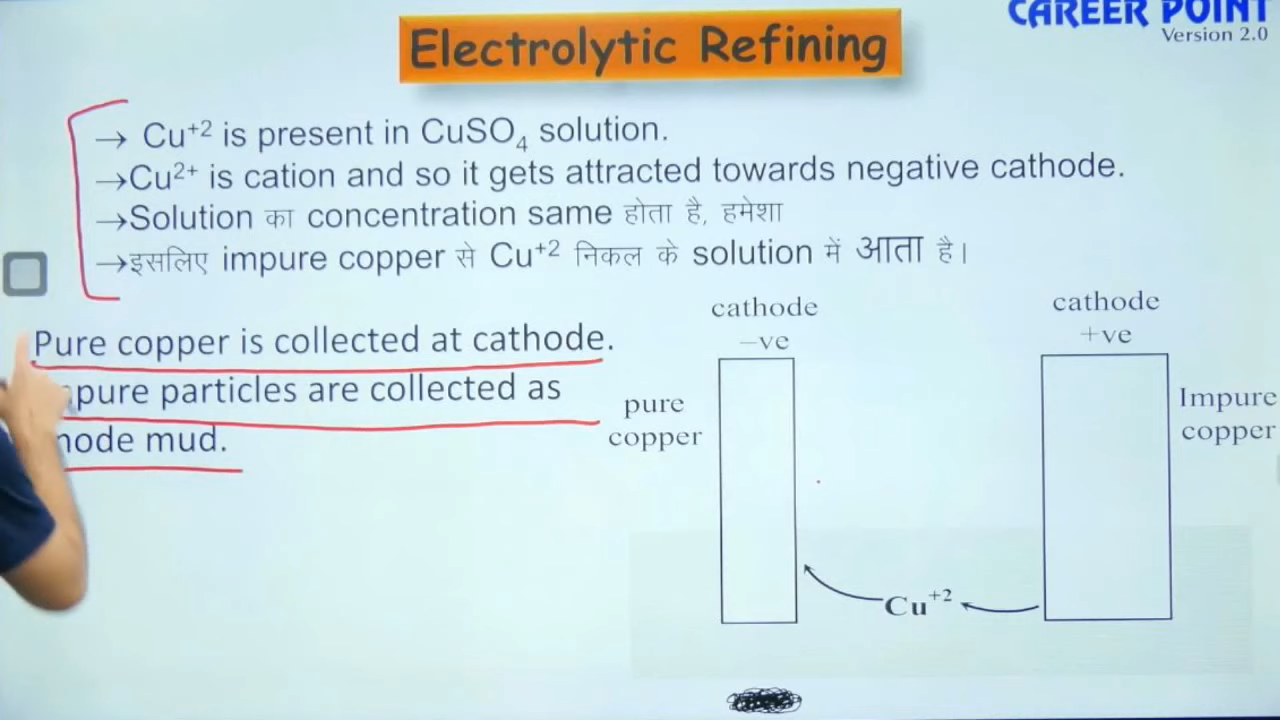 CAREER POINT
Version 2.0
Electrolytic Refining
→ Cu⁺² is present in CuSO₄ solution.
→Cu²⁺ is cation and so it gets attracted towards negative cathode.
→Solution का concentration same होता है, हमेशा
→इसलिए impure copper से Cu⁺² निकल के solution में आता है।
Pure copper is collected at cathode.
pure particles are collected as
node mud.
cathode
−ve
pure
copper
cathode
+ve
Impure
copper
Cu⁺²